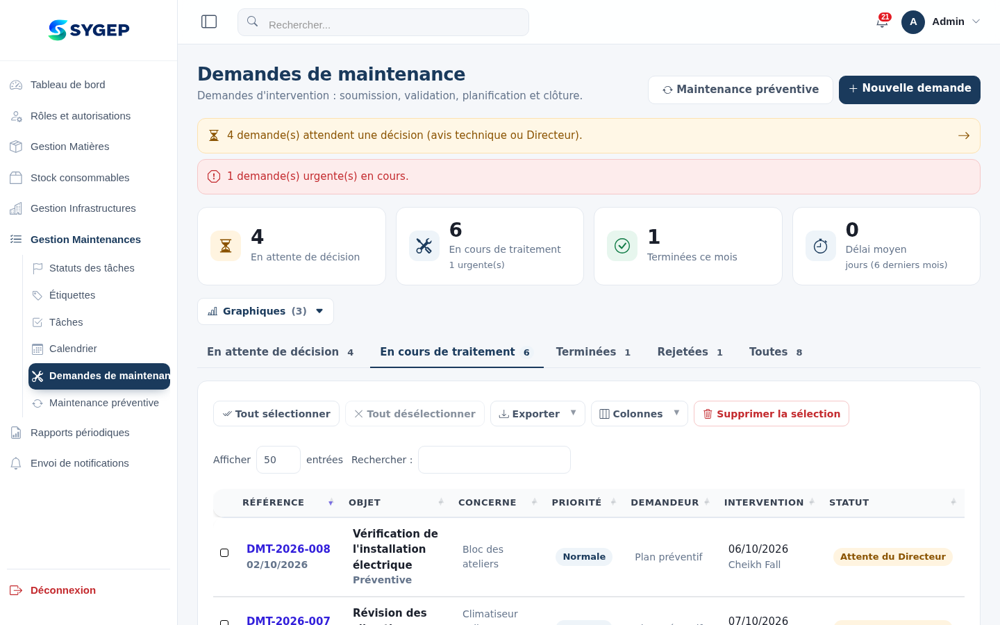 SYGEP
Rechercher...
21
A
Admin
Tableau de bord
Rôles et autorisations
Gestion Matières
Stock consommables
Gestion Infrastructures
Gestion Maintenances
Statuts des tâches
Étiquettes
Tâches
Calendrier
Demandes de maintenan
Maintenance préventive
Rapports périodiques
Envoi de notifications
Déconnexion
Demandes de maintenance
Demandes d'intervention : soumission, validation, planification et clôture.
Maintenance préventive
Nouvelle demande
4 demande(s) attendent une décision (avis technique ou Directeur).
1 demande(s) urgente(s) en cours.
4
En attente de décision
6
En cours de traitement
1 urgente(s)
1
Terminées ce mois
0
Délai moyen
jours (6 derniers mois)
Graphiques (3)
En attente de décision 4
En cours de traitement 6
Terminées 1
Rejetées 1
Toutes 8
Tout sélectionner
Tout désélectionner
Exporter
Colonnes
Supprimer la sélection
Afficher 50 entrées Rechercher :
RÉFÉRENCE OBJET CONCERNE PRIORITÉ DEMANDEUR INTERVENTION STATUT
DMT-2026-008
02/10/2026
Vérification de
l'installation
électrique
Préventive
Bloc des
ateliers
Normale
Plan préventif
06/10/2026
Cheikh Fall
Attente du Directeur
DMT-2026-007
Révision des
Climatiseur
07/10/2026